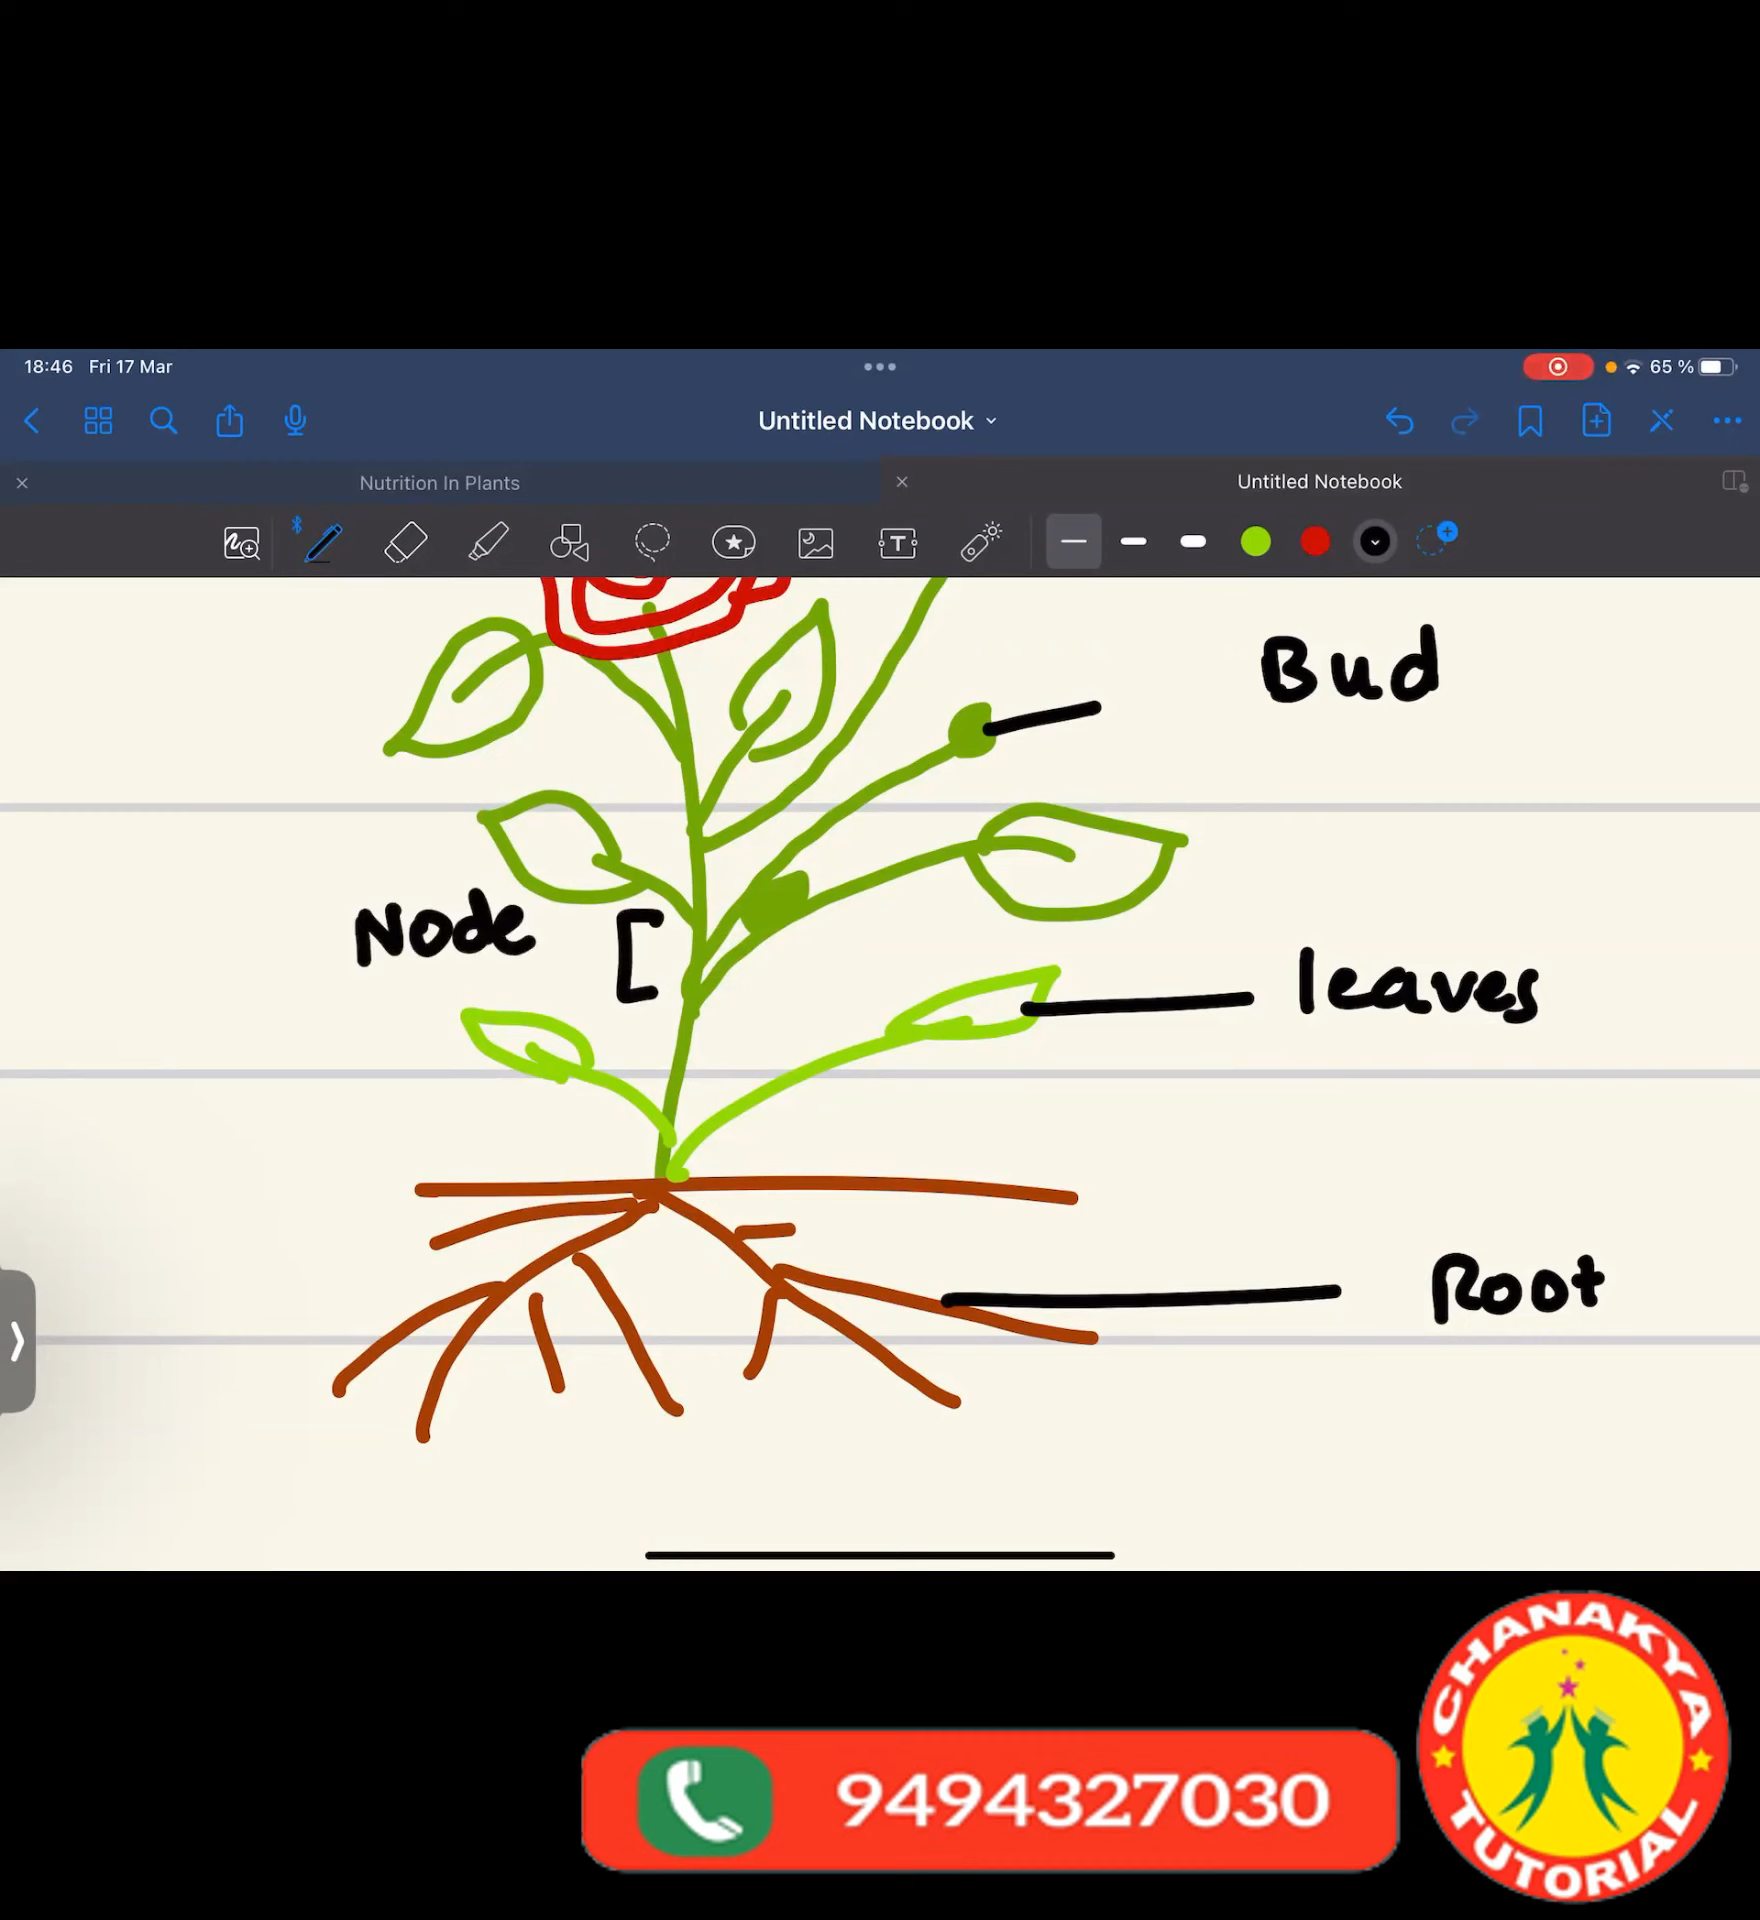 18:46 Fri 17 Mar
65 %
Untitled Notebook
Nutrition In Plants
Untitled Notebook
T
Bud
Node
leaves
Root
9494327030
CHANAKYA
TUTORIAL